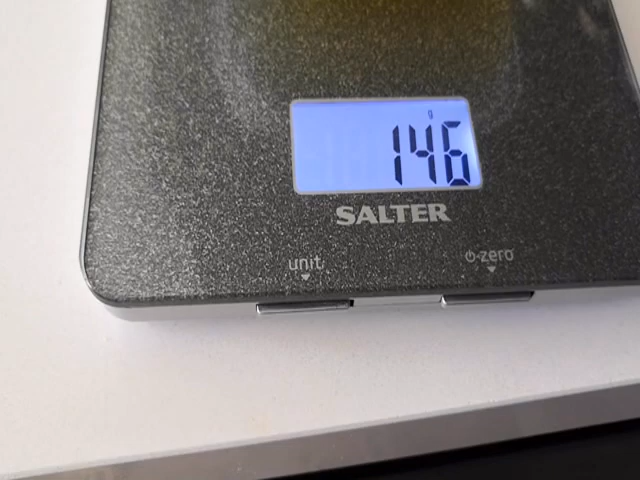 g
146
SALTER
unit
zero